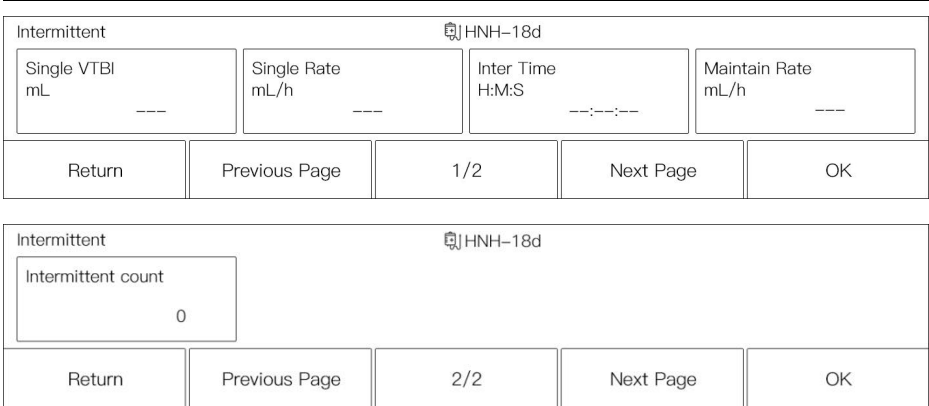 Intermittent
HNH-18d
Single VTBI
mL
---
Single Rate
mL/h
---
Inter Time
H:M:S
--:--:--
Maintain Rate
mL/h
---
Return
Previous Page
1/2
Next Page
OK
Intermittent
HNH-18d
Intermittent count
0
Return
Previous Page
2/2
Next Page
OK